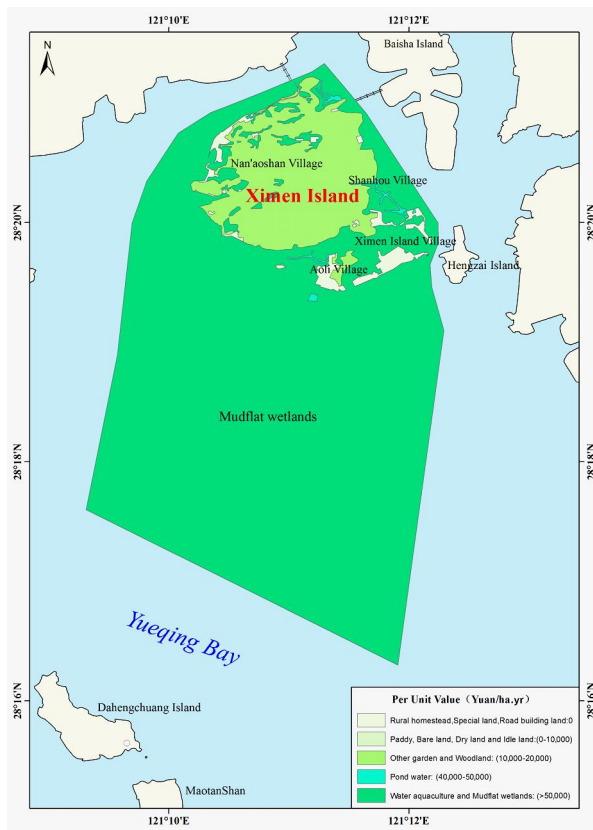 121°10'E
121°12'E
N
Baisha Island
Nan'aoshan Village
Shanhou Village
Ximen Island
28°20'N
28°20'N
Ximen Island Village
Hengzai Island
Aoli Village
Mudflat wetlands
28°18'N
28°18'N
Yueqing Bay
28°16'N
28°16'N
Dahengchuang Island
MaotanShan
Per Unit Value（Yuan/ha.yr）
Rural homestead,Special land,Road building land:0
Paddy, Bare land, Dry land and Idle land:(0-10,000)
Other garden and Woodland: (10,000-20,000)
Pond water: (40,000-50,000)
Water aquaculture and Mudflat wetlands: (>50,000)
121°10'E
121°12'E